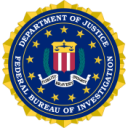 DEPARTMENT OF JUSTICE
FEDERAL BUREAU OF INVESTIGATION